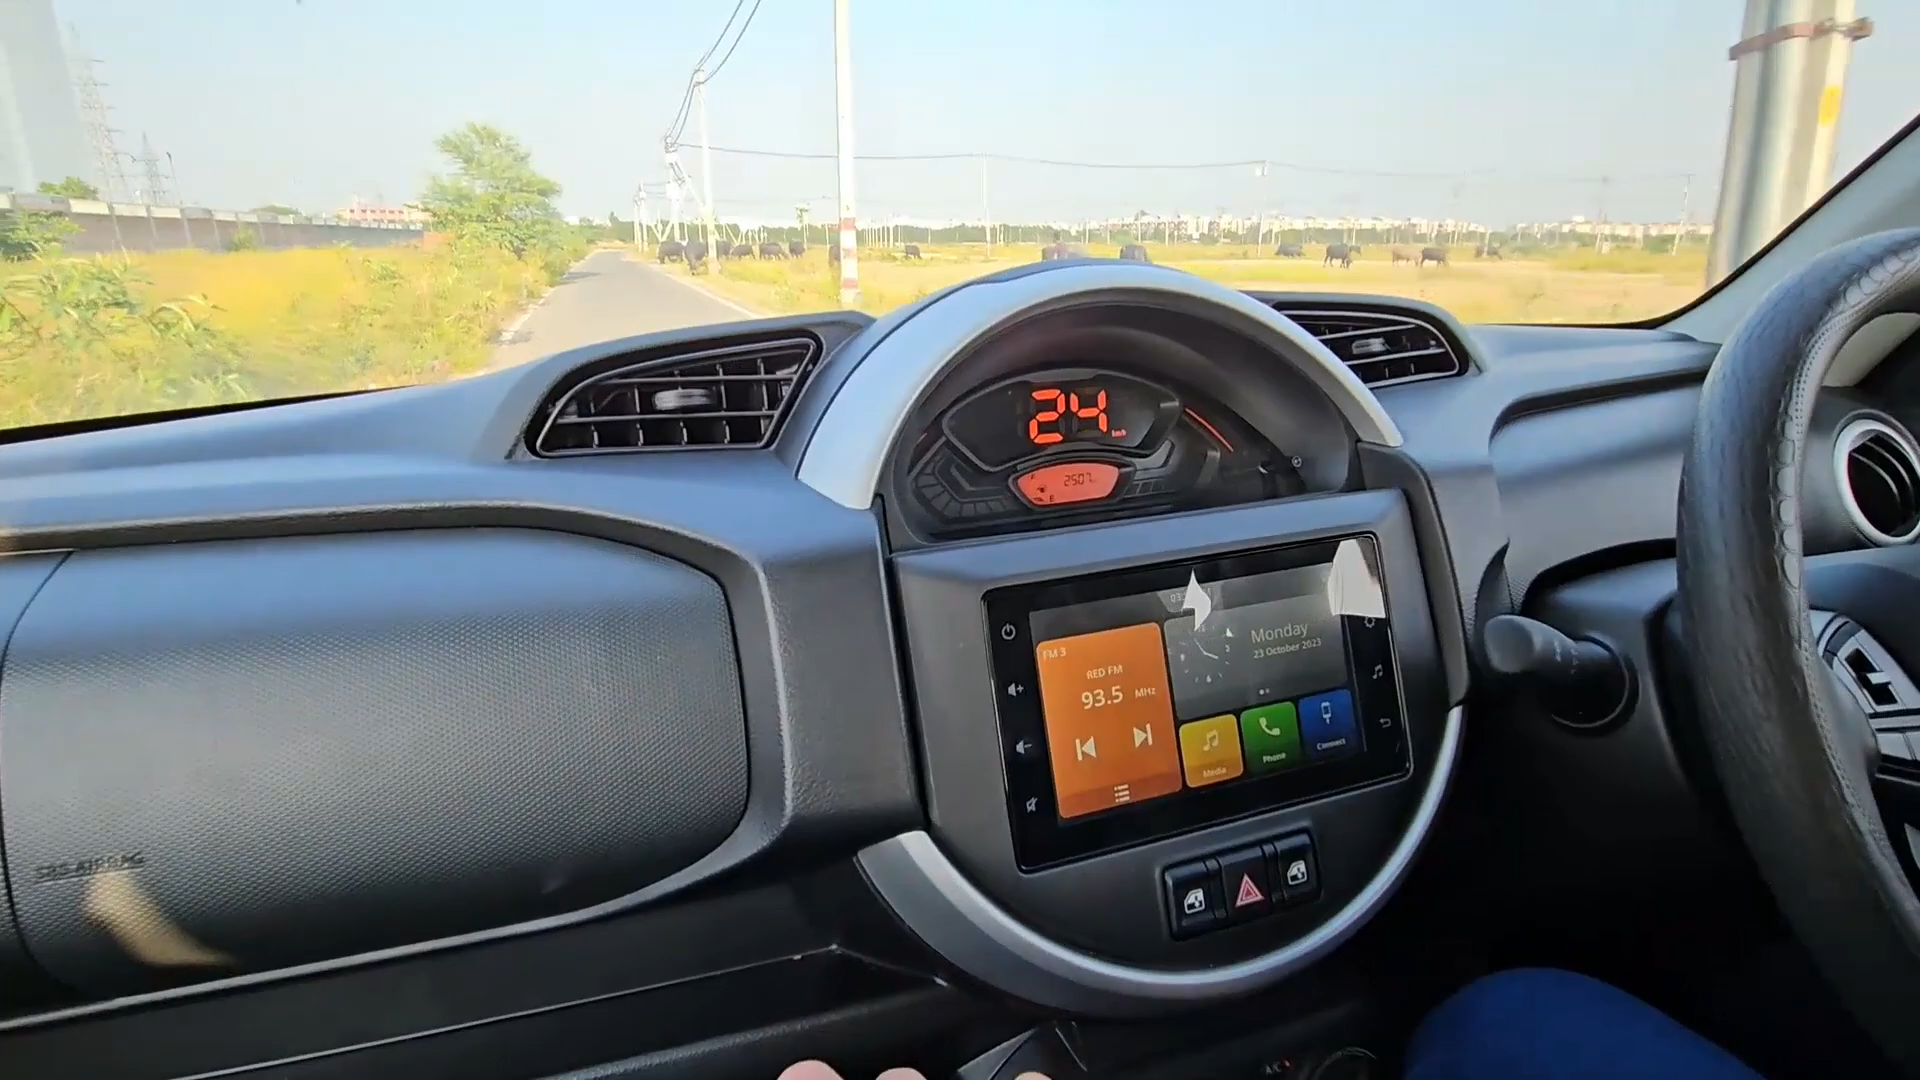 24
km/h
F
2507
E
FM 3
RED FM
93.5 MHz
Monday
23 October 2023
Media
Phone
Connect
SRS AIRBAG
AC